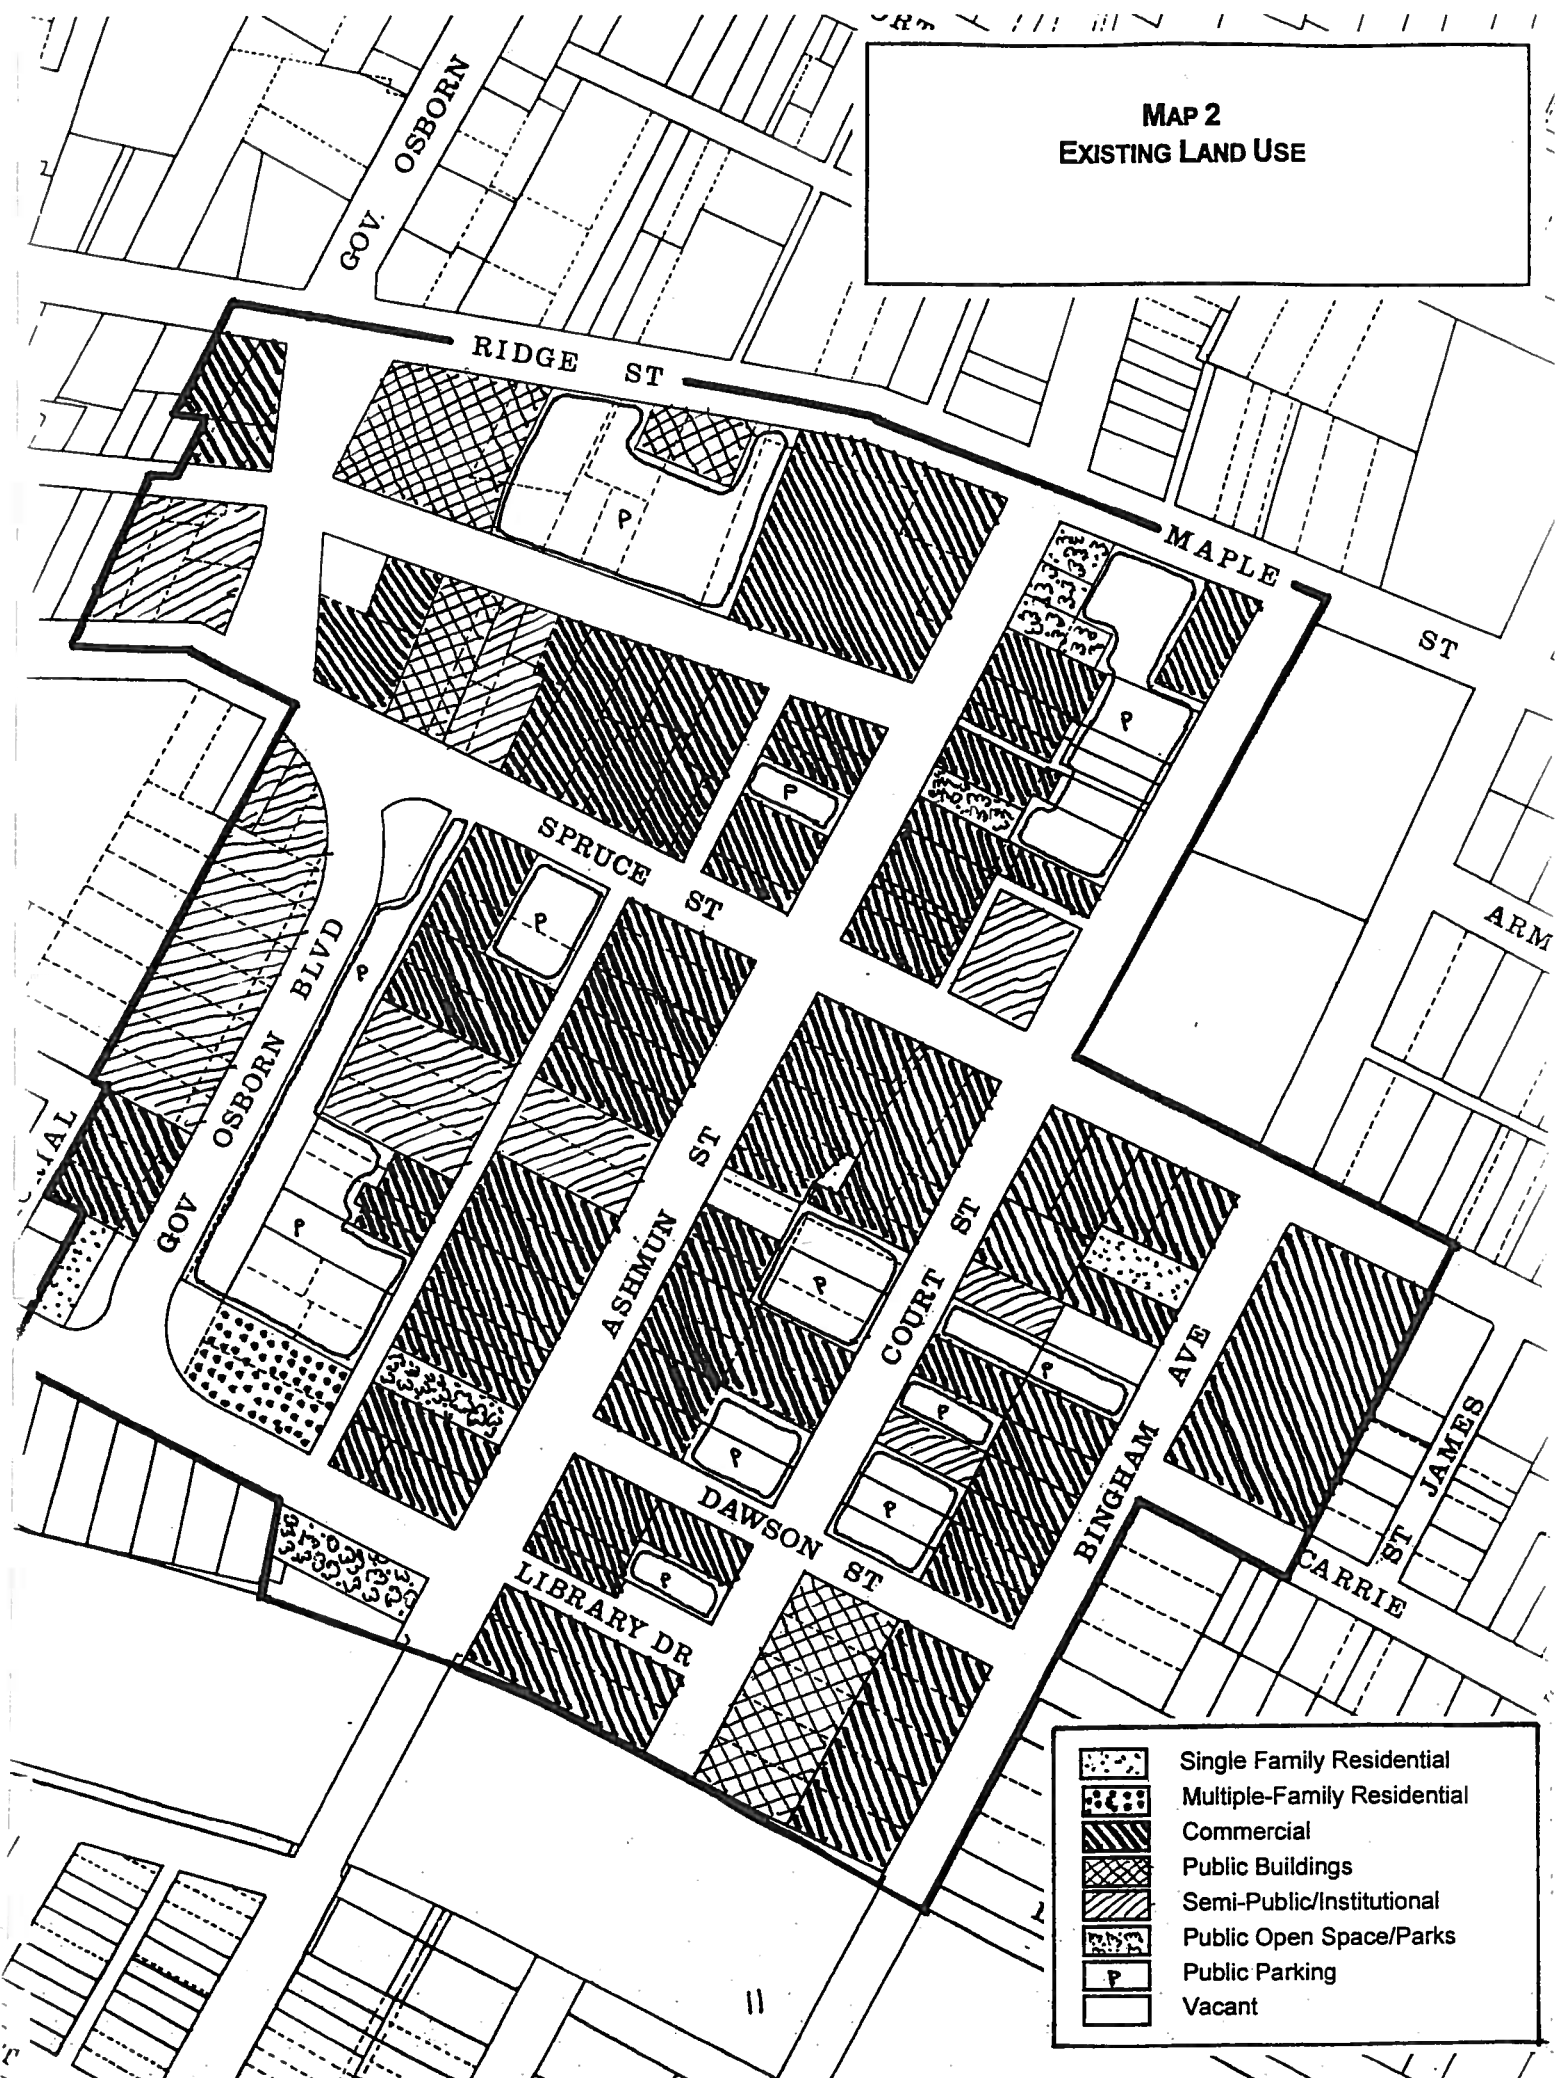 MAP 2
EXISTING LAND USE
GOV. OSBORN
RIDGE ST
MAPLE ST
P
P
P
SPRUCE ST
P
P
ARM
GOV OSBORN BLVD
P
ASHMUN ST
COURT ST
P
P
P
P
P
P
BINGHAM AVE
DAWSON ST
P
LIBRARY DR
ST JAMES
CARRIE
Single Family Residential
Multiple-Family Residential
Commercial
Public Buildings
Semi-Public/Institutional
Public Open Space/Parks
P Public Parking
Vacant
11